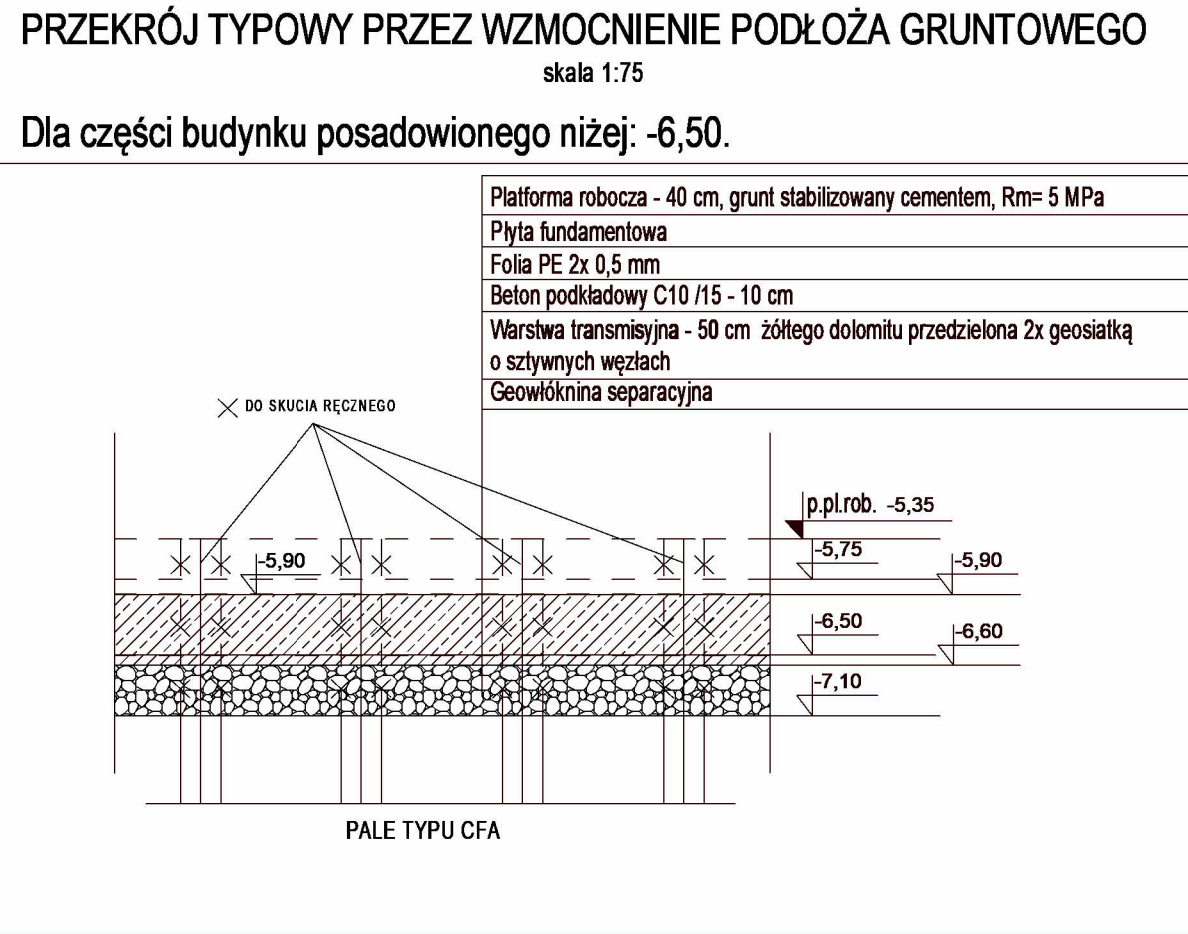 PRZEKRÓJ TYPOWY PRZEZ WZMOCNIENIE PODŁOŻA GRUNTOWEGO
skala 1:75
Dla części budynku posadowionego niżej: -6,50.
Platforma robocza - 40 cm, grunt stabilizowany cementem, Rm= 5 MPa
Płyta fundamentowa
Folia PE 2x 0,5 mm
Beton podkładowy C10 /15 - 10 cm
Warstwa transmisyjna - 50 cm żółtego dolomitu przedzielona 2x geosiatką
o sztywnych węzłach
Geowłóknina separacyjna
DO SKUCIA RĘCZNEGO
p.pl.rob. -5,35
-5,75
-5,90
-5,90
-6,50
-6,60
-7,10
PALE TYPU CFA